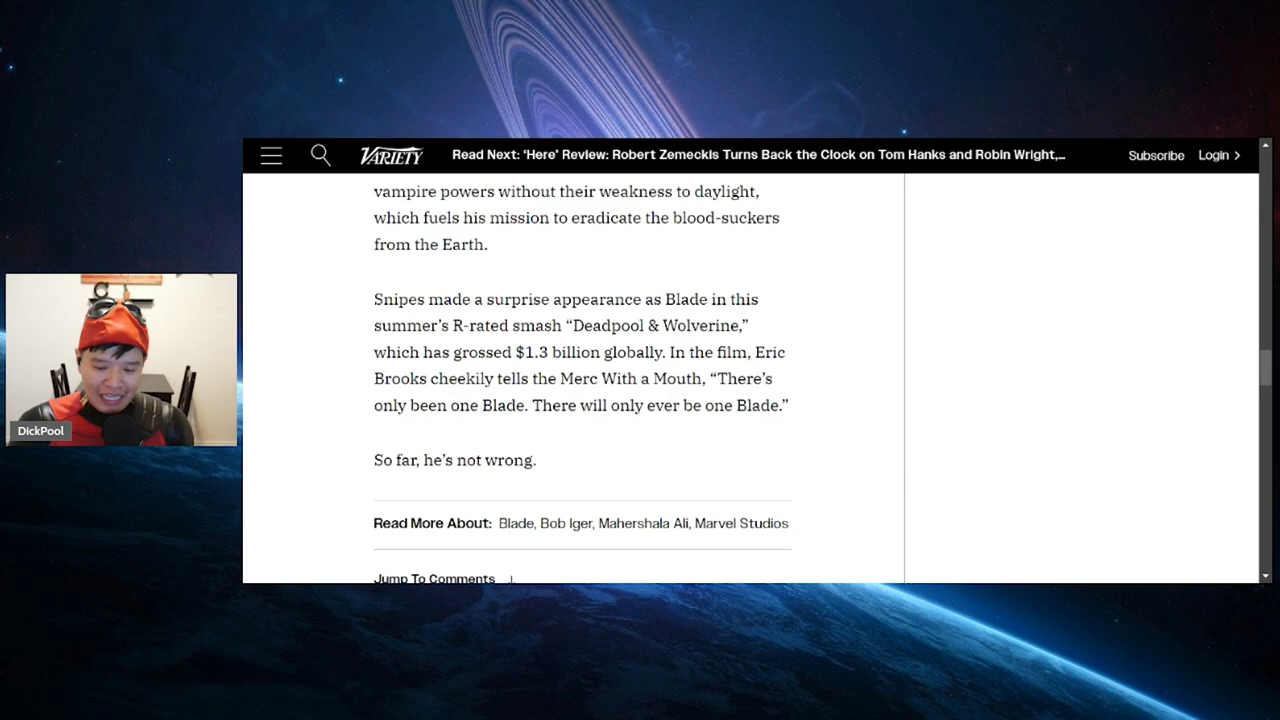 VARIETY
Read Next: ‘Here’ Review: Robert Zemeckis Turns Back the Clock on Tom Hanks and Robin Wright,...
Subscribe
Login
vampire powers without their weakness to daylight,
which fuels his mission to eradicate the blood-suckers
from the Earth.
Snipes made a surprise appearance as Blade in this
summer’s R-rated smash “Deadpool & Wolverine,”
which has grossed $1.3 billion globally. In the film, Eric
Brooks cheekily tells the Merc With a Mouth, “There’s
only been one Blade. There will only ever be one Blade.”
So far, he’s not wrong.
Read More About: Blade, Bob Iger, Mahershala Ali, Marvel Studios
Jump To Comments
DickPool